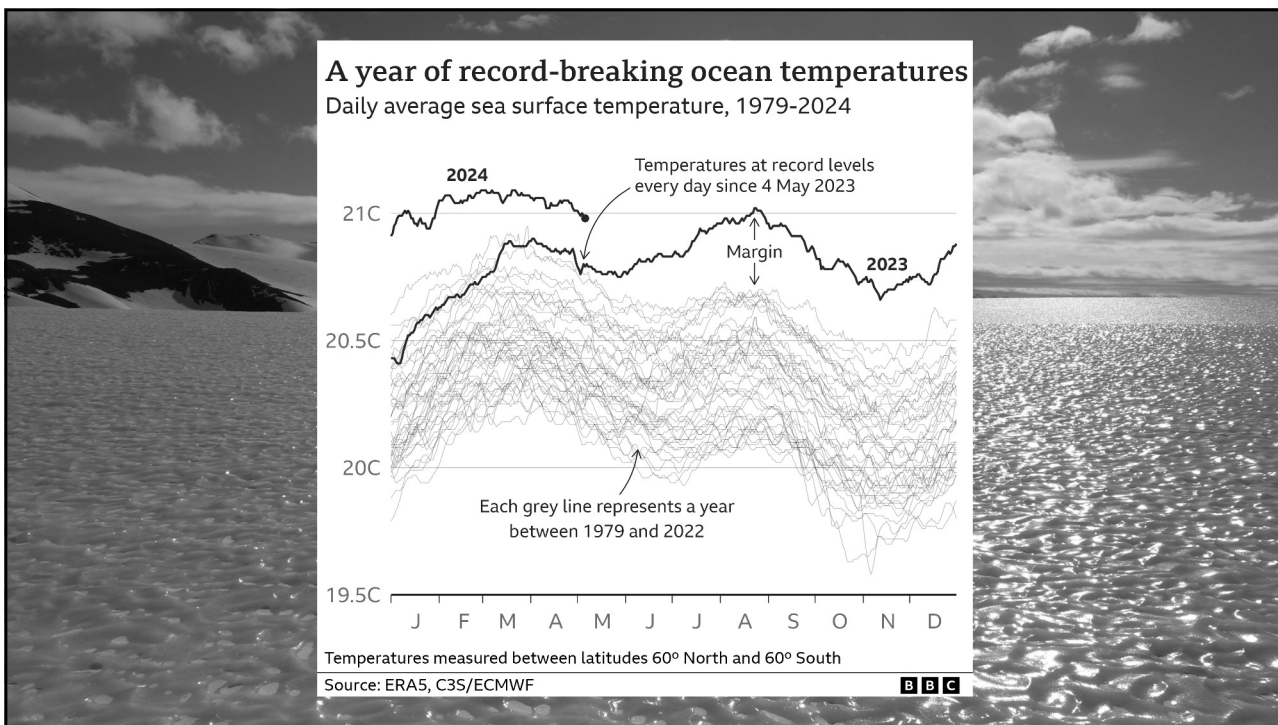 A year of record-breaking ocean temperatures
Daily average sea surface temperature, 1979-2024
2024
Temperatures at record levels
every day since 4 May 2023
21C
Margin
2023
20.5C
20C
Each grey line represents a year
between 1979 and 2022
19.5C
J F M A M J J A S O N D
Temperatures measured between latitudes 60º North and 60º South
Source: ERA5, C3S/ECMWF
BBC